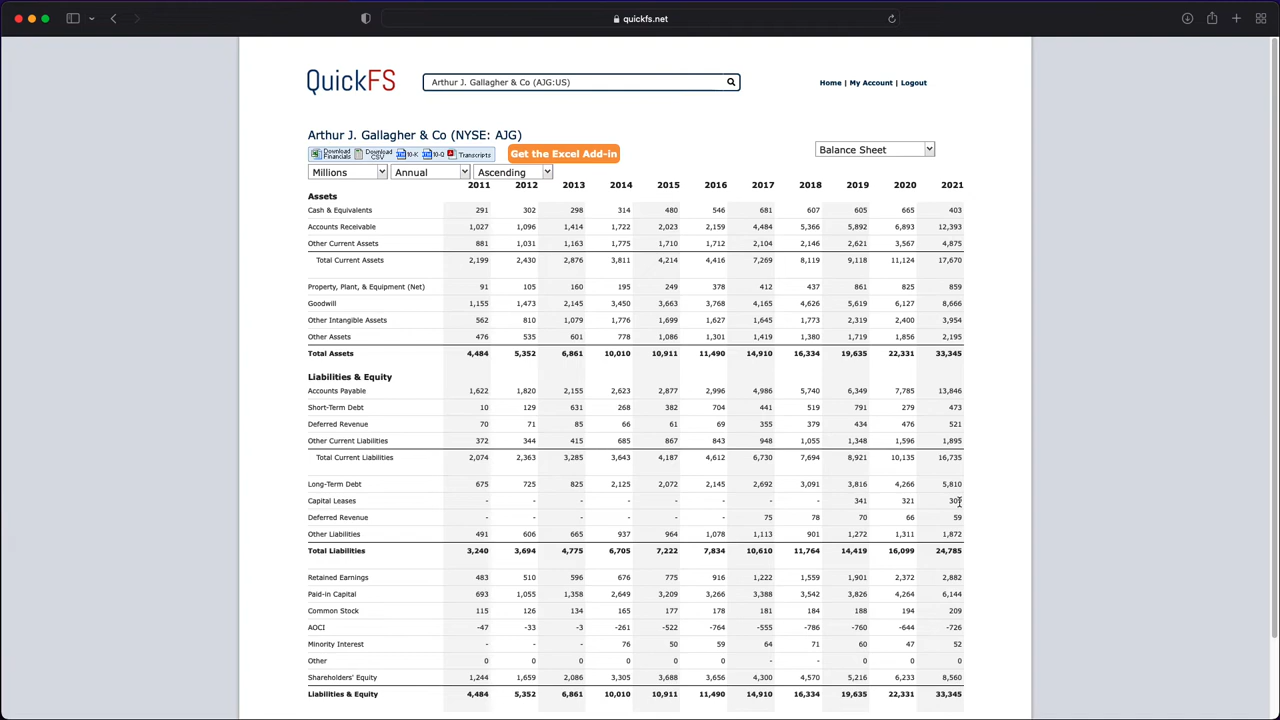 quickfs.net
QuickFS
Arthur J. Gallagher & Co (AJG:US)
Home | My Account | Logout
Arthur J. Gallagher & Co (NYSE: AJG)
Download Financials Download CSV 10-K 10-Q Transcripts Get the Excel Add-in Balance Sheet
Millions Annual Ascending
2011 2012 2013 2014 2015 2016 2017 2018 2019 2020 2021
Assets
Cash & Equivalents 291 302 298 314 480 546 681 607 605 665 403
Accounts Receivable 1,027 1,096 1,414 1,722 2,023 2,159 4,484 5,366 5,892 6,893 12,393
Other Current Assets 881 1,031 1,163 1,775 1,710 1,712 2,104 2,146 2,621 3,567 4,875
Total Current Assets 2,199 2,430 2,876 3,811 4,214 4,416 7,269 8,119 9,118 11,124 17,670
Property, Plant, & Equipment (Net) 91 105 160 195 249 378 412 437 861 825 859
Goodwill 1,155 1,473 2,145 3,450 3,663 3,768 4,165 4,626 5,619 6,127 8,666
Other Intangible Assets 562 810 1,079 1,776 1,699 1,627 1,645 1,773 2,319 2,400 3,954
Other Assets 476 535 601 778 1,086 1,301 1,419 1,380 1,719 1,856 2,195
Total Assets 4,484 5,352 6,861 10,010 10,911 11,490 14,910 16,334 19,635 22,331 33,345
Liabilities & Equity
Accounts Payable 1,622 1,820 2,155 2,623 2,877 2,996 4,986 5,740 6,349 7,785 13,846
Short-Term Debt 10 129 631 268 382 704 441 519 791 279 473
Deferred Revenue 70 71 85 66 61 69 355 379 434 476 521
Other Current Liabilities 372 344 415 685 867 843 948 1,055 1,348 1,596 1,895
Total Current Liabilities 2,074 2,363 3,285 3,643 4,187 4,612 6,730 7,694 8,921 10,135 16,735
Long-Term Debt 675 725 825 2,125 2,072 2,145 2,692 3,091 3,816 4,266 5,810
Capital Leases - - - - - - - - 341 321
Deferred Revenue - - - - - - 75 78 70 66 59
Other Liabilities 491 606 665 937 964 1,078 1,113 901 1,272 1,311 1,872
Total Liabilities 3,240 3,694 4,775 6,705 7,222 7,834 10,610 11,764 14,419 16,099 24,785
Retained Earnings 483 510 596 676 775 916 1,222 1,559 1,901 2,372 2,882
Paid-in Capital 693 1,055 1,358 2,649 3,209 3,266 3,388 3,542 3,826 4,264 6,144
Common Stock 115 126 134 165 177 178 181 184 188 194 209
AOCI -47 -33 -3 -261 -522 -764 -555 -786 -760 -644 -726
Minority Interest - - - 76 50 59 64 71 60 47 52
Other 0 0 0 0 0 0 - - 0 0 0
Shareholders' Equity 1,244 1,659 2,086 3,305 3,688 3,656 4,300 4,570 5,216 6,233 8,560
Liabilities & Equity 4,484 5,352 6,861 10,010 10,911 11,490 14,910 16,334 19,635 22,331 33,345